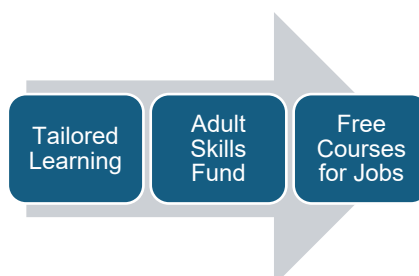 Tailored
Learning
Adult
Skills
Fund
Free
Courses
for Jobs